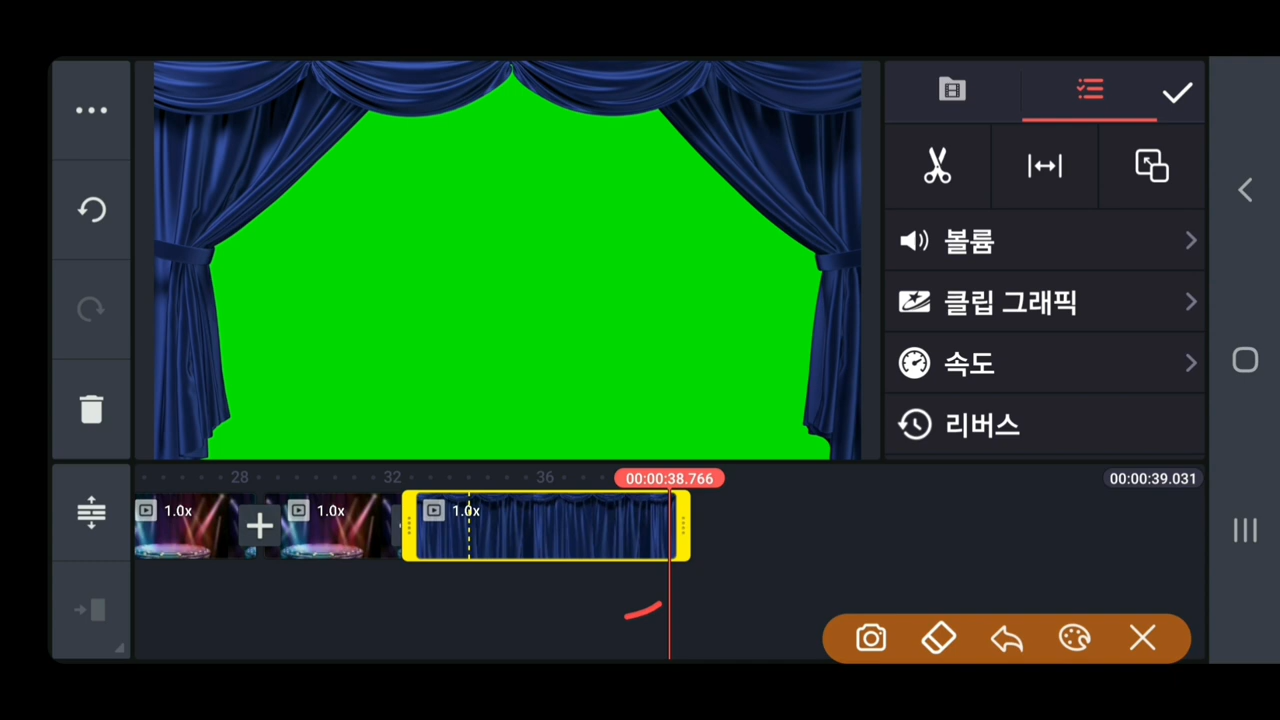 볼륨
클립 그래픽
속도
리버스
28
32
36
00:00:38.766
00:00:39.031
1.0x
1.0x
1.0x